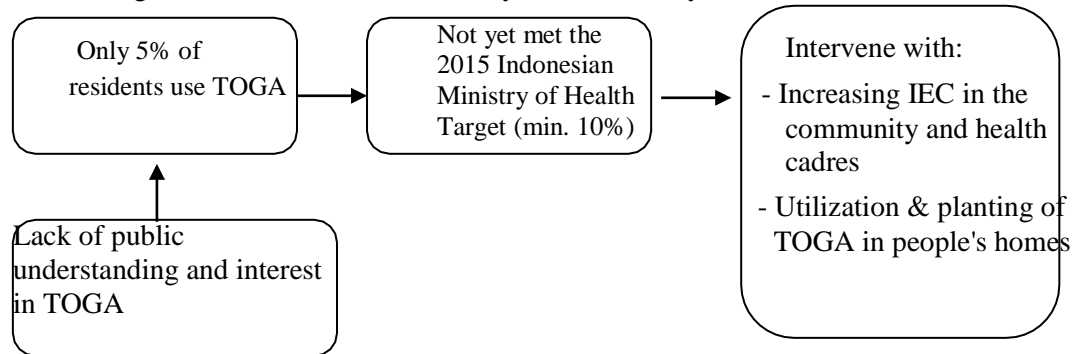 Only 5% of
residents use TOGA
Not yet met the
2015 Indonesian
Ministry of Health
Target (min. 10%)
Intervene with:
- Increasing IEC in the
community and health
cadres
- Utilization & planting of
TOGA in people's homes
Lack of public
understanding and interest
in TOGA